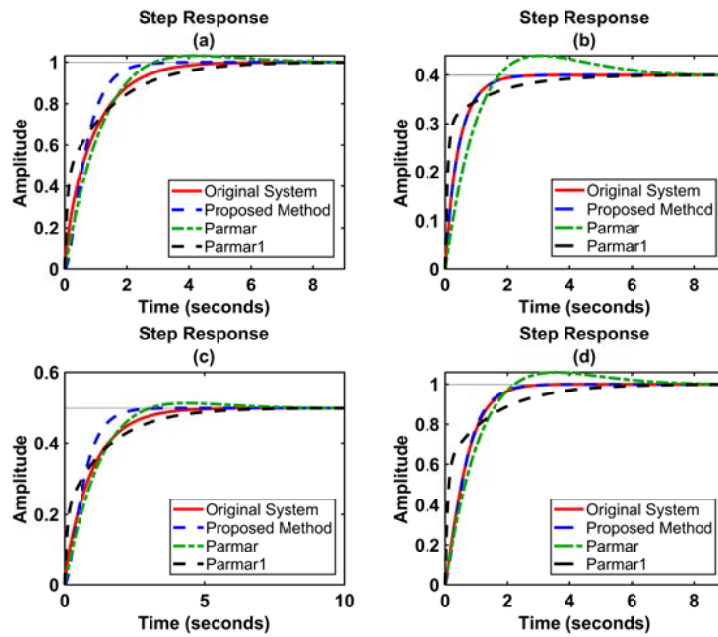 Step Response
(a)
1
0.8
0.6
0.4
0.2
0
Amplitude
Original System
Proposed Method
Parmar
Parmar1
0 2 4 6 8
Time (seconds)
Step Response
(b)
0.4
0.3
0.2
0.1
0
Amplitude
Original System
Proposed Method
Parmar
Parmar1
0 2 4 6 8
Time (seconds)
Step Response
(c)
0.6
0.4
0.2
0
Amplitude
Original System
Proposed Method
Parmar
Parmar1
0 5 10
Time (seconds)
Step Response
(d)
1
0.8
0.6
0.4
0.2
0
Amplitude
Original System
Proposed Method
Parmar
Parmar1
0 2 4 6 8
Time (seconds)